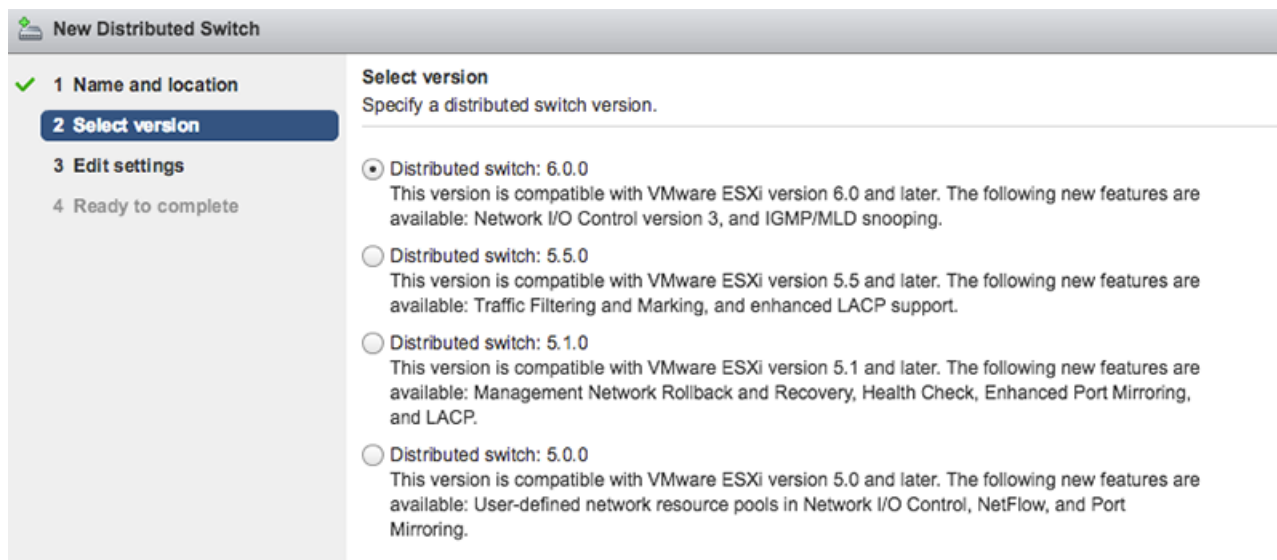 New Distributed Switch
1 Name and location
2 Select version
3 Edit settings
4 Ready to complete
Select version
Specify a distributed switch version.
Distributed switch: 6.0.0
This version is compatible with VMware ESXi version 6.0 and later. The following new features are
available: Network I/O Control version 3, and IGMP/MLD snooping.
Distributed switch: 5.5.0
This version is compatible with VMware ESXi version 5.5 and later. The following new features are
available: Traffic Filtering and Marking, and enhanced LACP support.
Distributed switch: 5.1.0
This version is compatible with VMware ESXi version 5.1 and later. The following new features are
available: Management Network Rollback and Recovery, Health Check, Enhanced Port Mirroring,
and LACP.
Distributed switch: 5.0.0
This version is compatible with VMware ESXi version 5.0 and later. The following new features are
available: User-defined network resource pools in Network I/O Control, NetFlow, and Port
Mirroring.